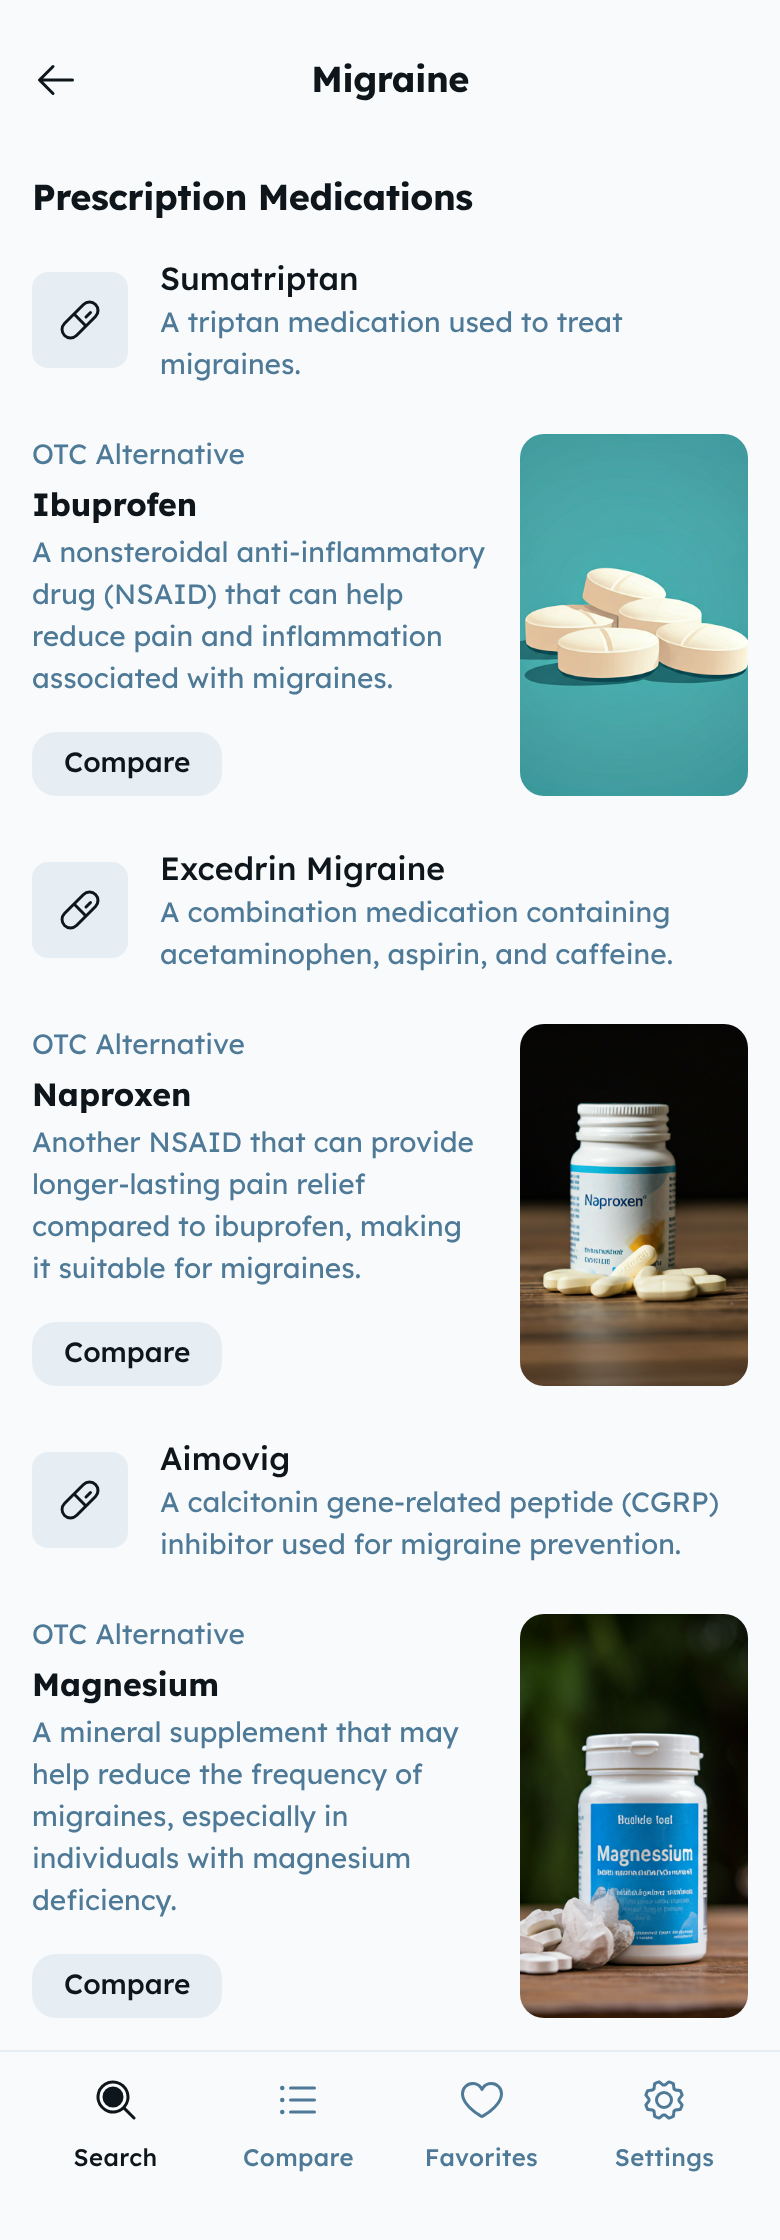 Migraine
Prescription Medications
Sumatriptan
A triptan medication used to treat
migraines.
OTC Alternative
Ibuprofen
A nonsteroidal anti-inflammatory
drug (NSAID) that can help
reduce pain and inflammation
associated with migraines.
Compare
Excedrin Migraine
A combination medication containing
acetaminophen, aspirin, and caffeine.
OTC Alternative
Naproxen
Another NSAID that can provide
longer-lasting pain relief
compared to ibuprofen, making
it suitable for migraines.
Naproxen
Compare
Aimovig
A calcitonin gene-related peptide (CGRP)
inhibitor used for migraine prevention.
OTC Alternative
Magnesium
A mineral supplement that may
help reduce the frequency of
migraines, especially in
individuals with magnesium
deficiency.
Magnessium
Compare
Search
Compare
Favorites
Settings